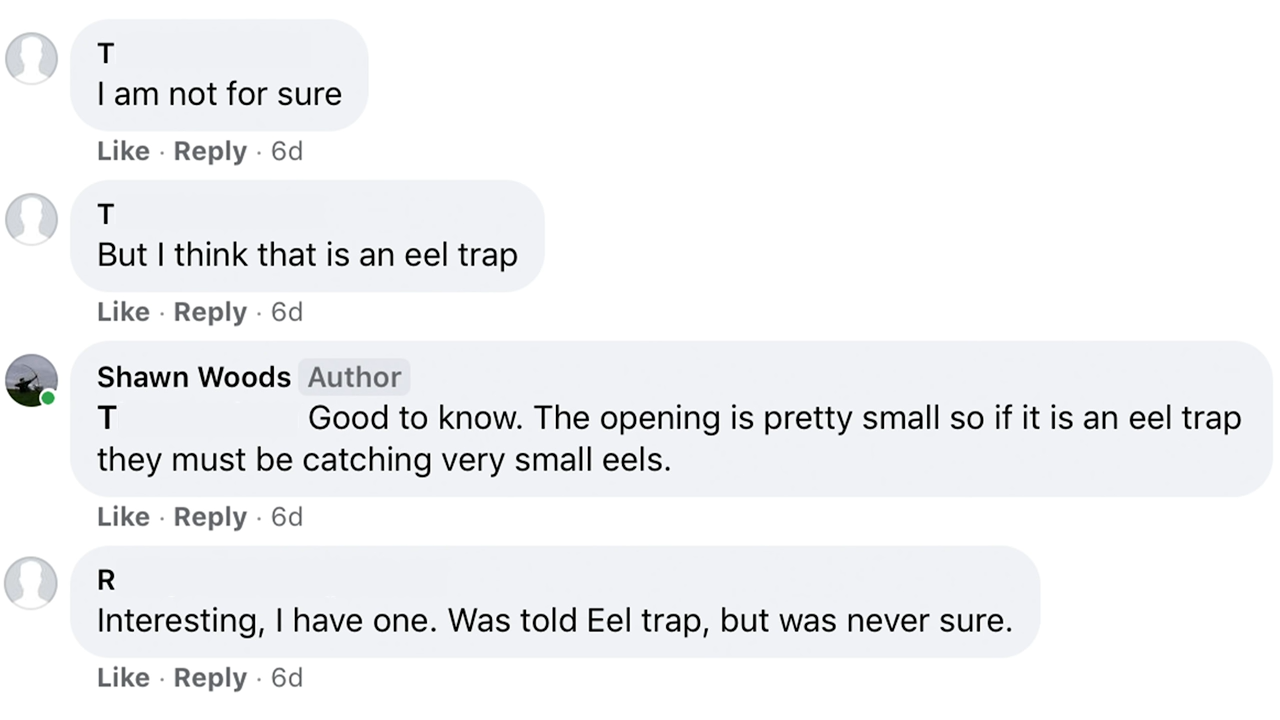 T
I am not for sure
Like · Reply · 6d
T
But I think that is an eel trap
Like · Reply · 6d
Shawn Woods Author
T Good to know. The opening is pretty small so if it is an eel trap
they must be catching very small eels.
Like · Reply · 6d
R
Interesting, I have one. Was told Eel trap, but was never sure.
Like · Reply · 6d